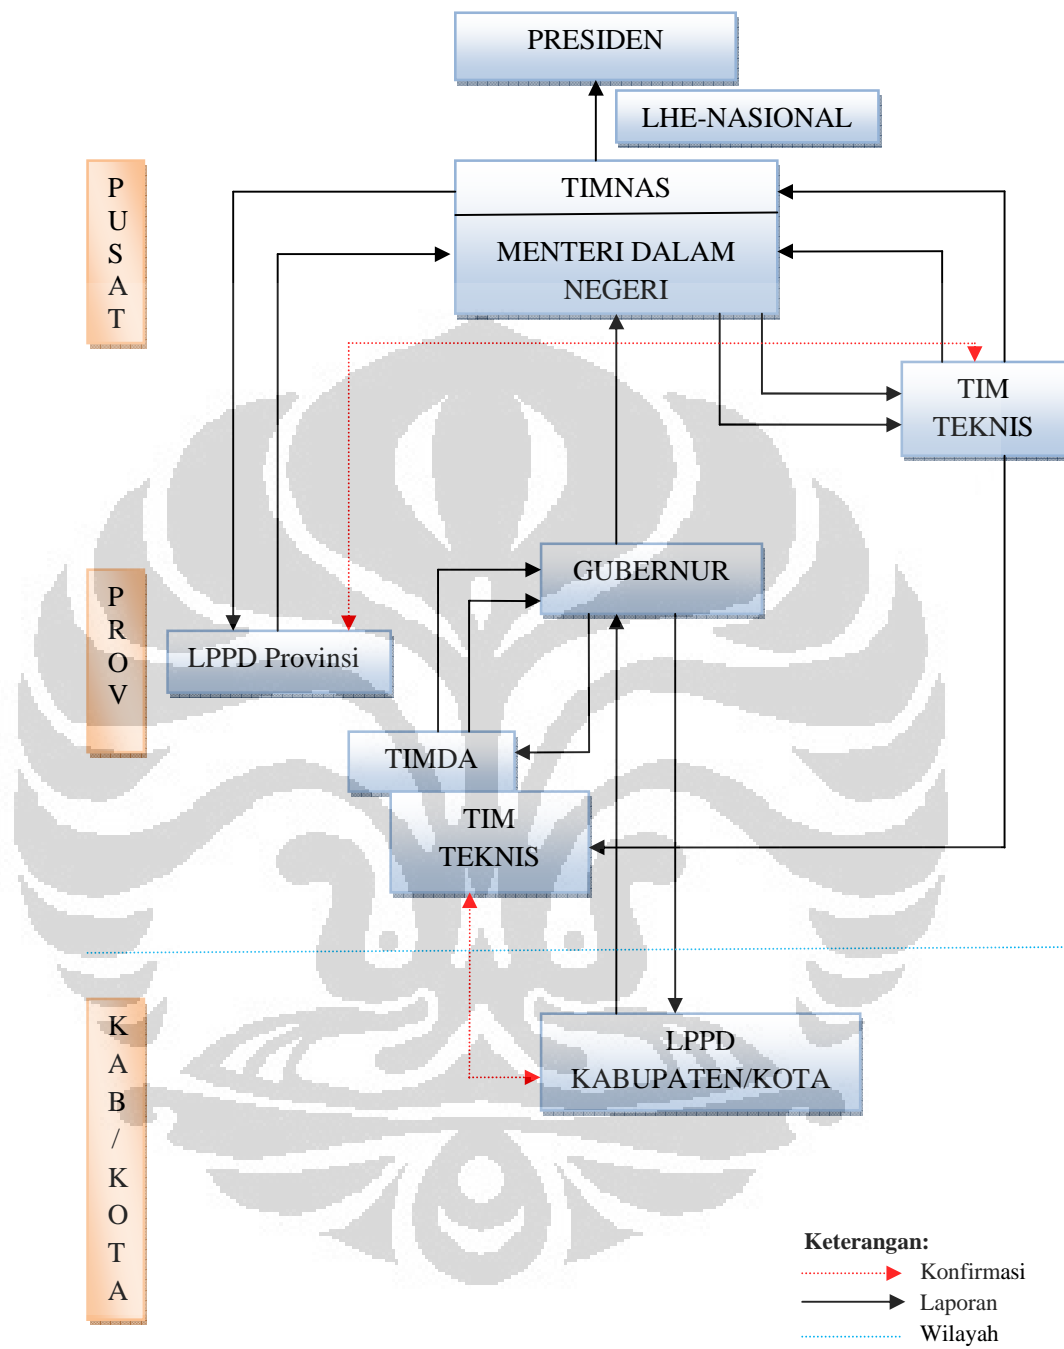 PRESIDEN
LHE-NASIONAL
P
U
S
A
T
TIMNAS
MENTERI DALAM
NEGERI
TIM
TEKNIS
P
R
O
V
GUBERNUR
LPPD Provinsi
TIMDA
TIM
TEKNIS
K
A
B
/
K
O
T
A
LPPD
KABUPATEN/KOTA
Keterangan:
Konfirmasi
Laporan
Wilayah